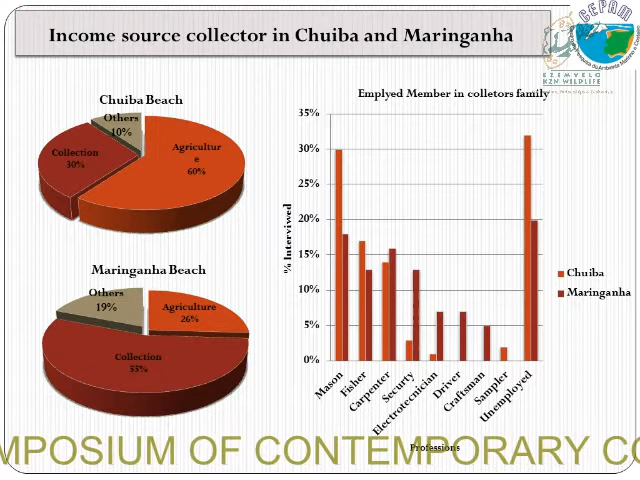 Income source collector in Chuiba and Maringanha
CEPAM
EZEMVELO
KZN WILDLIFE
Chuiba Beach
Others
10%
Collection
30%
Agricultur
e
60%
Maringanha Beach
Others
19%
Agriculture
26%
Collection
55%
Emplyed Member in colletors family
% Interviwed
35%
30%
25%
20%
15%
10%
5%
0%
Mason
Fisher
Carpenter
Securty
Electrotecnician
Driver
Craftsman
Sampler
Unemployed
Professions
Chuiba
Maringanha
MPOSIUM OF CONTEMPORARY CO